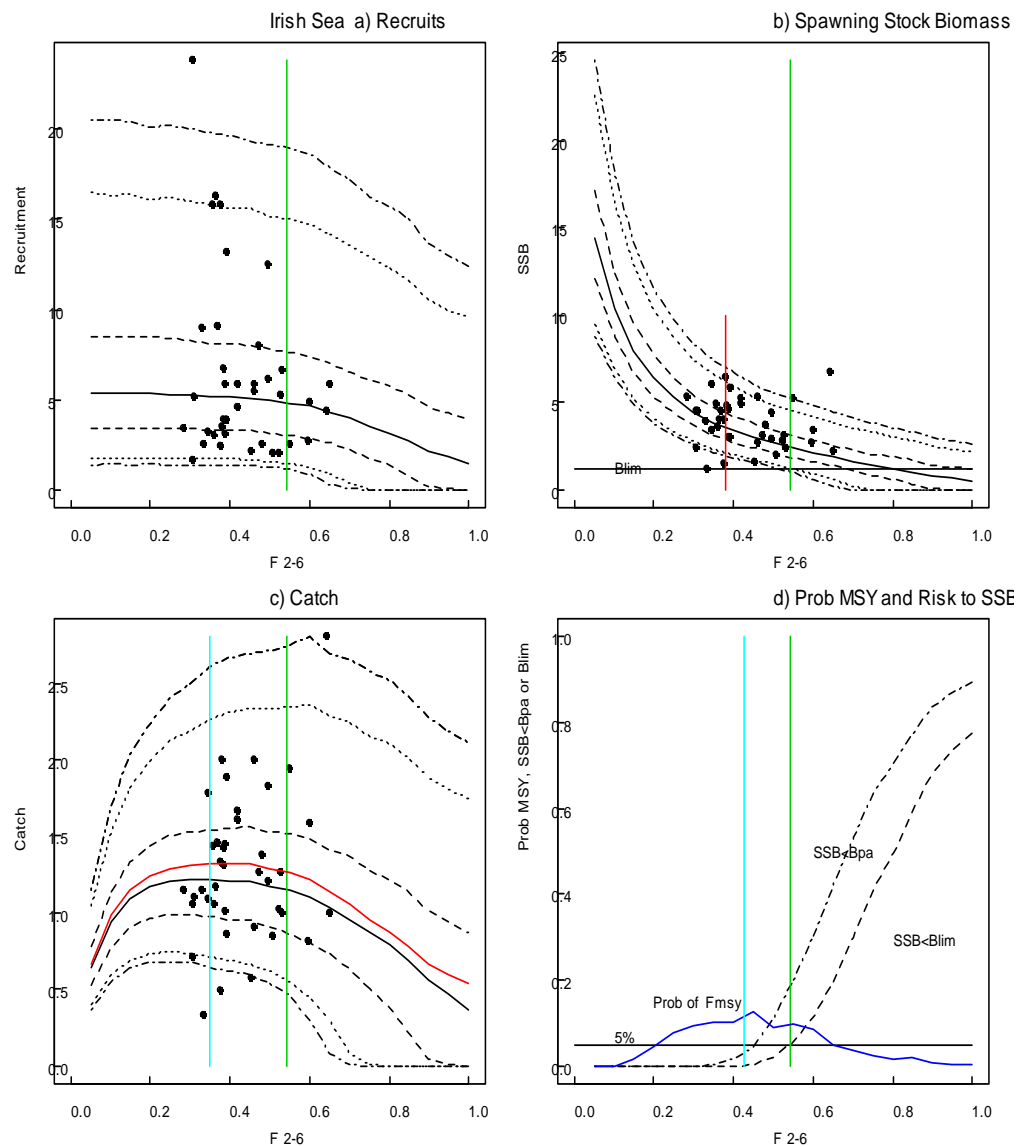 Irish Sea a) Recruits
Recruitment
20
15
10
5
0
0.0 0.2 0.4 0.6 0.8 1.0
F 2-6
b) Spawning Stock Biomass
SSB
25
20
15
10
5
0
Blim
0.0 0.2 0.4 0.6 0.8 1.0
F 2-6
c) Catch
Catch
2.5
2.0
1.5
1.0
0.5
0.0
0.0 0.2 0.4 0.6 0.8 1.0
F 2-6
d) Prob MSY and Risk to SSB
Prob MSY, SSB<Bpa or Blim
1.0
0.8
0.6
0.4
0.2
0.0
SSB<Bpa
SSB<Blim
Prob of Fmsy
5%
0.0 0.2 0.4 0.6 0.8 1.0
F 2-6